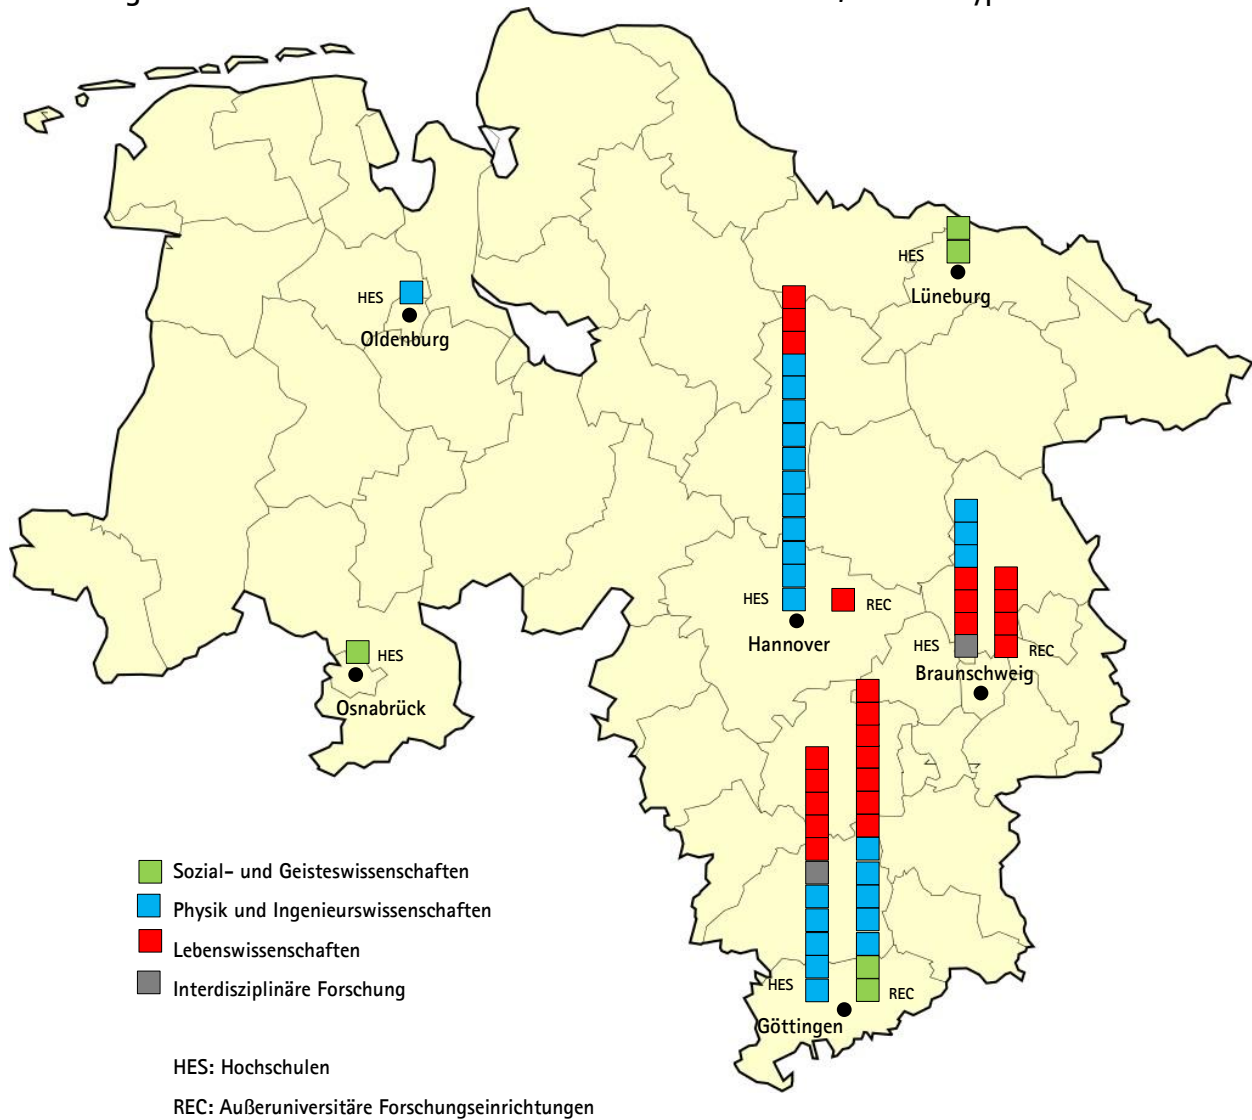 HES
Lüneburg
HES
Oldenburg
HES
REC
Hannover
HES
REC
Braunschweig
HES
Osnabrück
HES
REC
Göttingen
Sozial- und Geisteswissenschaften
Physik und Ingenieurswissenschaften
Lebenswissenschaften
Interdisziplinäre Forschung
HES: Hochschulen
REC: Außeruniversitäre Forschungseinrichtungen